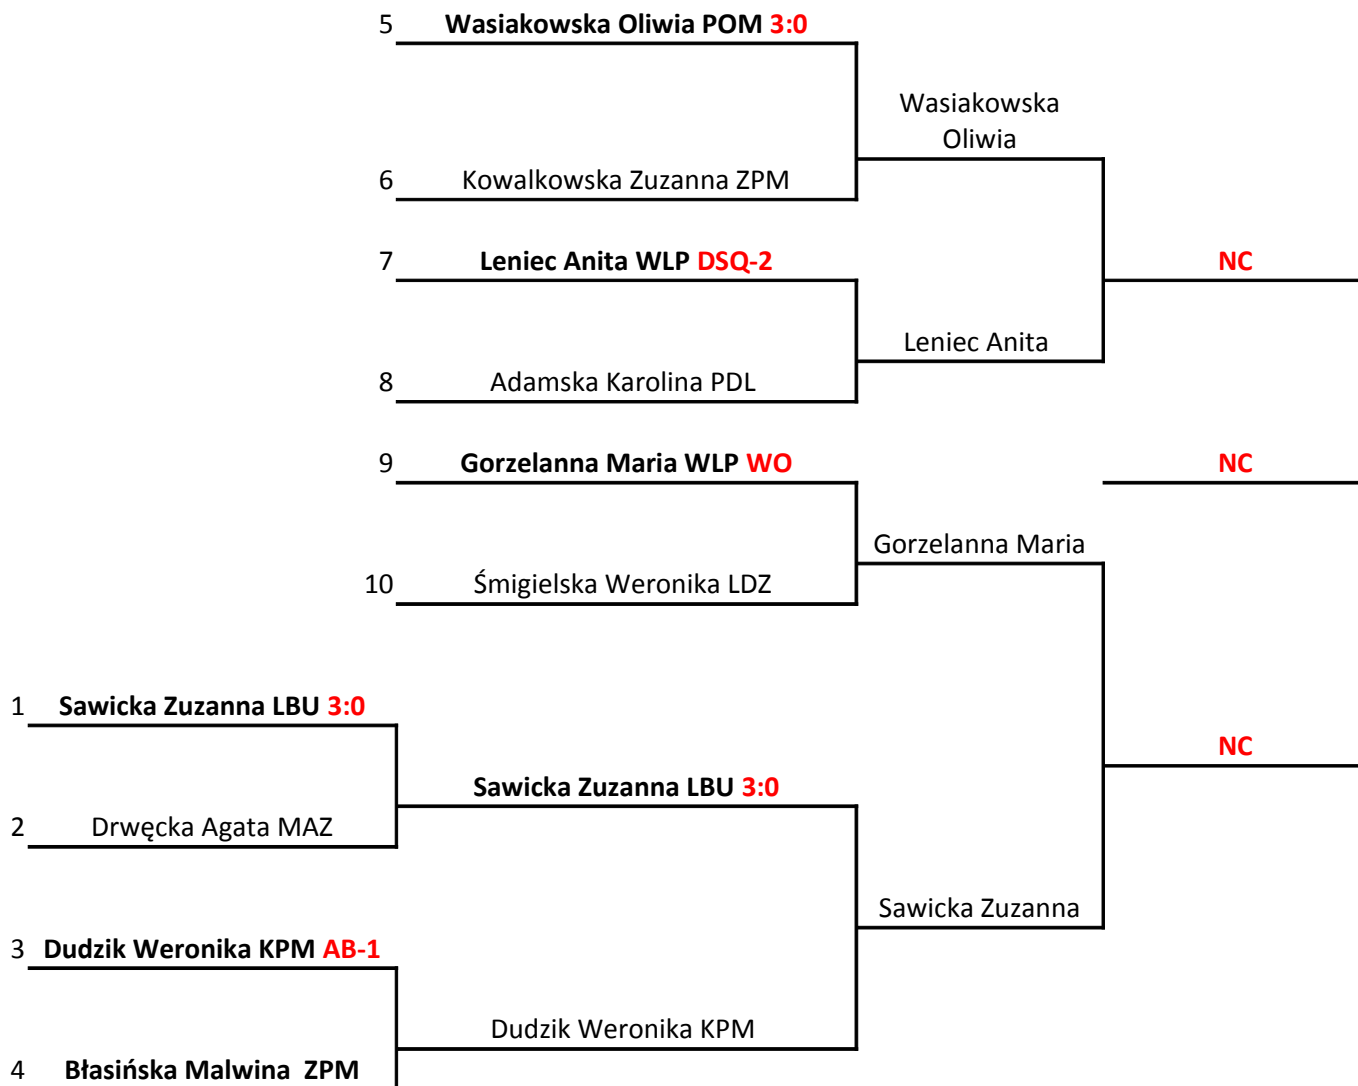 5 Wasiakowska Oliwia POM 3:0
Wasiakowska
Oliwia
6 Kowalkowska Zuzanna ZPM
7 Leniec Anita WLP DSQ-2
NC
Leniec Anita
8 Adamska Karolina PDL
9 Gorzelanna Maria WLP WO
NC
Gorzelanna Maria
10 Śmigielska Weronika LDZ
1 Sawicka Zuzanna LBU 3:0
NC
Sawicka Zuzanna LBU 3:0
2 Drwęcka Agata MAZ
Sawicka Zuzanna
3 Dudzik Weronika KPM AB-1
Dudzik Weronika KPM
4 Błasińska Malwina ZPM